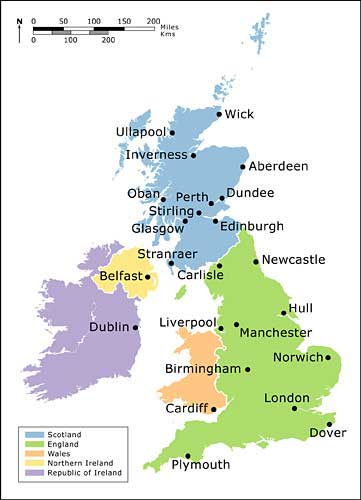 N
0 50 100 150 200 Miles
0 100 200 Kms
Wick
Ullapool
Inverness
Aberdeen
Oban
Perth
Dundee
Stirling
Glasgow
Edinburgh
Stranraer
Newcastle
Carlisle
Belfast
Hull
Liverpool
Dublin
Manchester
Norwich
Birmingham
London
Cardiff
Dover
Plymouth
Scotland
England
Wales
Northern Ireland
Republic of Ireland